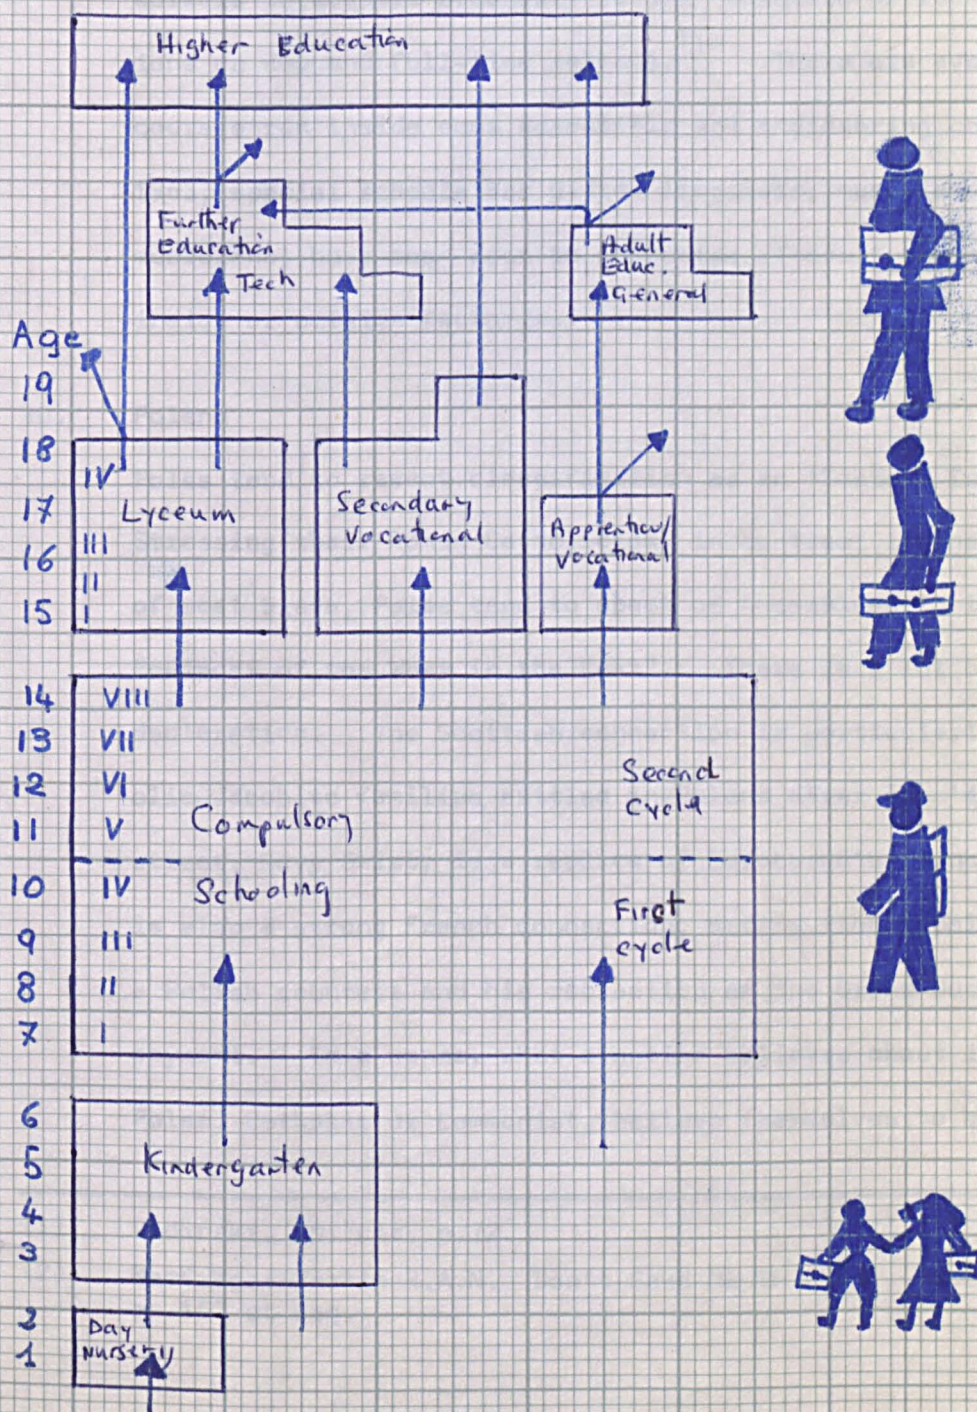 Higher Education
Further
Education
Tech
Adult
Educ.
General
Age
19
18
IV
17
Lyceum
Secondary
Vocational
Vocational
III
16
II
15
I
14 VIII
13 VII
12 VI
Second
Cycle
11 V
Compulsory
10 IV
Schooling
First
cycle
9 III
8 II
7 I
6
5
Kindergarten
4
3
2
Day
Nursery
1